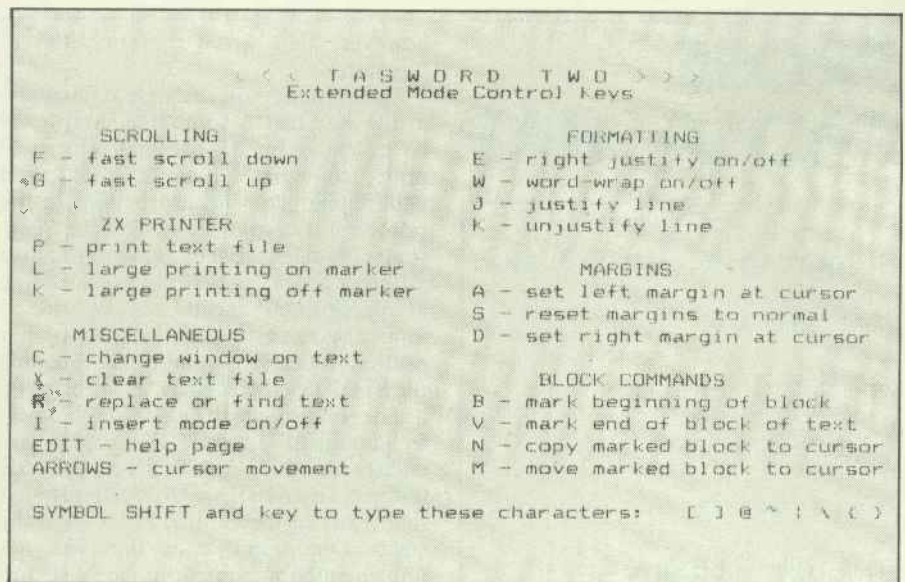 < < < TASWORD TWO > > >
Extended Mode Control Keys
SCROLLING
F - fast scroll down
G - fast scroll up
ZX PRINTER
P - print text file
L - large printing on marker
K - large printing off marker
MISCELLANEOUS
C - change window on text
X - clear text file
R - replace or find text
I - insert mode on/off
EDIT - help page
ARROWS - cursor movement
FORMATTING
E - right justify on/off
W - word-wrap on/off
J - justify line
- unjustify line
MARGINS
A - set left margin at cursor
S - reset margins to normal
D - set right margin at cursor
BLOCK COMMANDS
B - mark beginning of block
V - mark end of block of text
N - copy marked block to cursor
M - move marked block to cursor
SYMBOL SHIFT and key to type these characters: [ ] @ ^ | \ { }